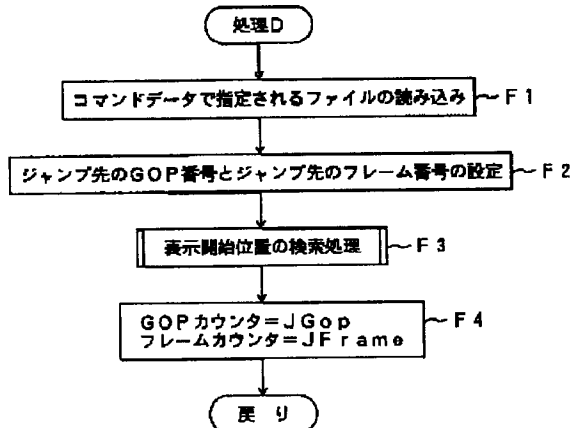 処理D
コマンドデータで指定されるファイルの読み込み
F1
ジャンプ先のGOP番号とジャンプ先のフレーム番号の設定
F2
表示開始位置の検索処理
F3
GOPカウンタ=JGop
フレームカウンタ=JFrame
F4
戻り